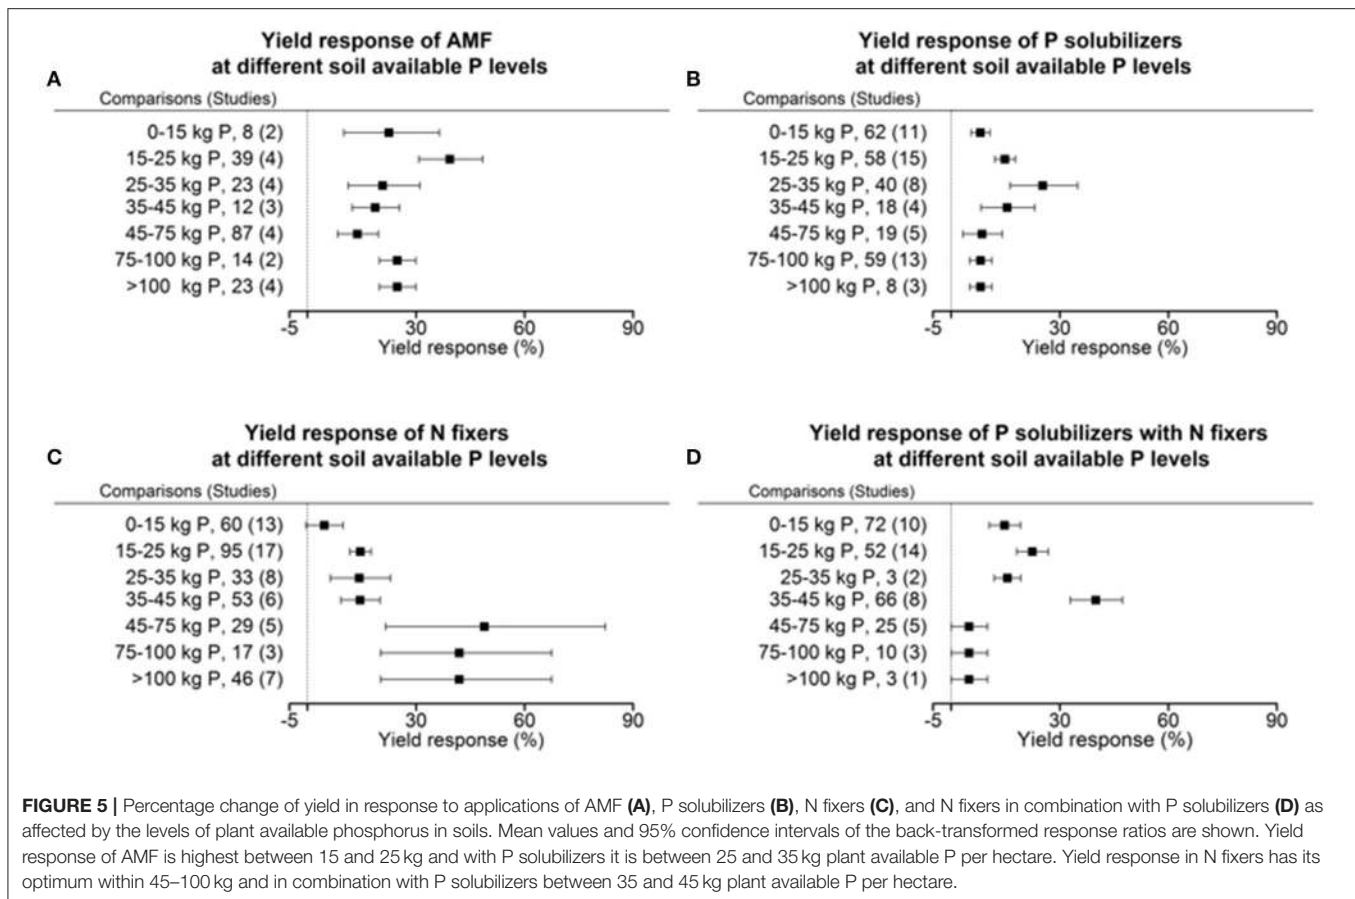 Yield response of AMF
at different soil available P levels
A
Comparisons (Studies)
0-15 kg P, 8 (2)
15-25 kg P, 39 (4)
25-35 kg P, 23 (4)
35-45 kg P, 12 (3)
45-75 kg P, 87 (4)
75-100 kg P, 14 (2)
>100 kg P, 23 (4)
-5 30 60 90
Yield response (%)
Yield response of P solubilizers
at different soil available P levels
B
Comparisons (Studies)
0-15 kg P, 62 (11)
15-25 kg P, 58 (15)
25-35 kg P, 40 (8)
35-45 kg P, 18 (4)
45-75 kg P, 19 (5)
75-100 kg P, 59 (13)
>100 kg P, 8 (3)
-5 30 60 90
Yield response (%)
Yield response of N fixers
at different soil available P levels
C
Comparisons (Studies)
0-15 kg P, 60 (13)
15-25 kg P, 95 (17)
25-35 kg P, 33 (8)
35-45 kg P, 53 (6)
45-75 kg P, 29 (5)
75-100 kg P, 17 (3)
>100 kg P, 46 (7)
-5 30 60 90
Yield response (%)
Yield response of P solubilizers with N fixers
at different soil available P levels
D
Comparisons (Studies)
0-15 kg P, 72 (10)
15-25 kg P, 52 (14)
25-35 kg P, 3 (2)
35-45 kg P, 66 (8)
45-75 kg P, 25 (5)
75-100 kg P, 10 (3)
>100 kg P, 3 (1)
-5 30 60 90
Yield response (%)
FIGURE 5 | Percentage change of yield in response to applications of AMF (A), P solubilizers (B), N fixers (C), and N fixers in combination with P solubilizers (D) as
affected by the levels of plant available phosphorus in soils. Mean values and 95% confidence intervals of the back-transformed response ratios are shown. Yield
response of AMF is highest between 15 and 25 kg and with P solubilizers it is between 25 and 35 kg plant available P per hectare. Yield response in N fixers has its
optimum within 45–100 kg and in combination with P solubilizers between 35 and 45 kg plant available P per hectare.